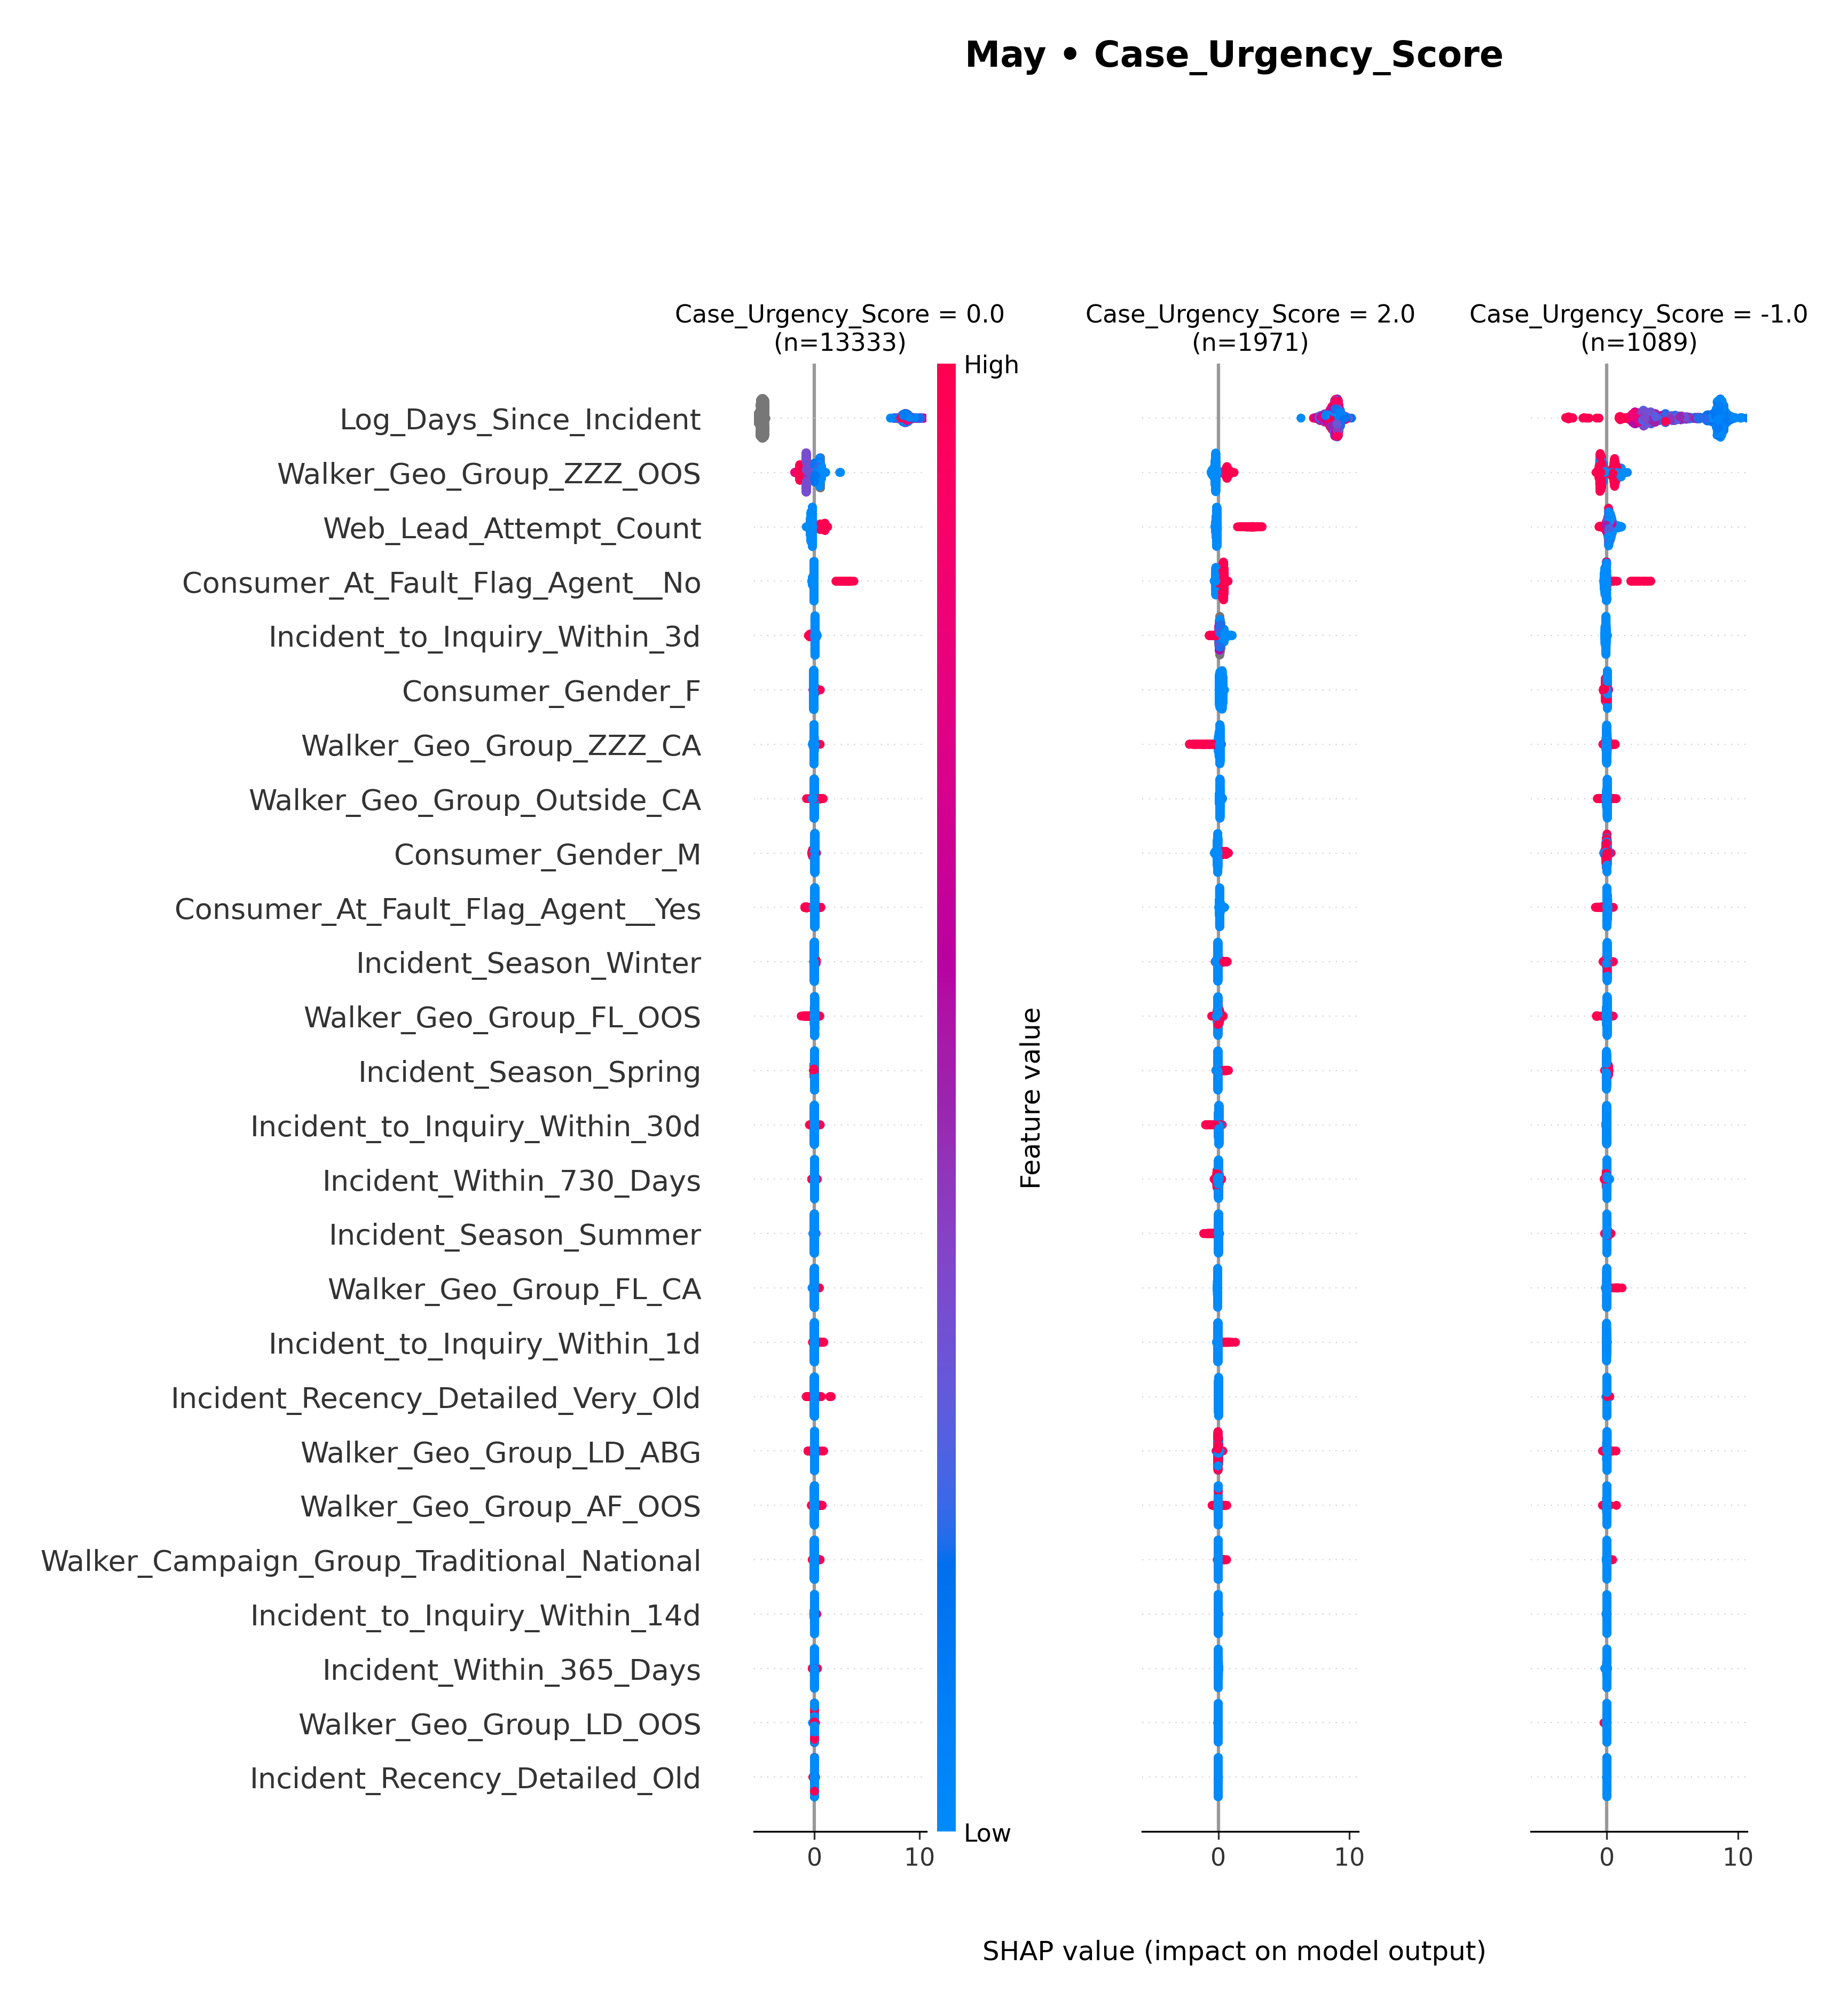 May • Case_Urgency_Score
Case_Urgency_Score = 0.0
(n=13333)
Case_Urgency_Score = 2.0
(n=1971)
Case_Urgency_Score = -1.0
(n=1089)
High
Log_Days_Since_Incident
Walker_Geo_Group_ZZZ_OOS
Web_Lead_Attempt_Count
Consumer_At_Fault_Flag_Agent__No
Incident_to_Inquiry_Within_3d
Consumer_Gender_F
Walker_Geo_Group_ZZZ_CA
Walker_Geo_Group_Outside_CA
Consumer_Gender_M
Consumer_At_Fault_Flag_Agent__Yes
Incident_Season_Winter
Walker_Geo_Group_FL_OOS
Incident_Season_Spring
Incident_to_Inquiry_Within_30d
Incident_Within_730_Days
Incident_Season_Summer
Walker_Geo_Group_FL_CA
Incident_to_Inquiry_Within_1d
Incident_Recency_Detailed_Very_Old
Walker_Geo_Group_LD_ABG
Walker_Geo_Group_AF_OOS
Walker_Campaign_Group_Traditional_National
Incident_to_Inquiry_Within_14d
Incident_Within_365_Days
Walker_Geo_Group_LD_OOS
Incident_Recency_Detailed_Old
Feature value
Low
0 10
0 10
0 10
SHAP value (impact on model output)